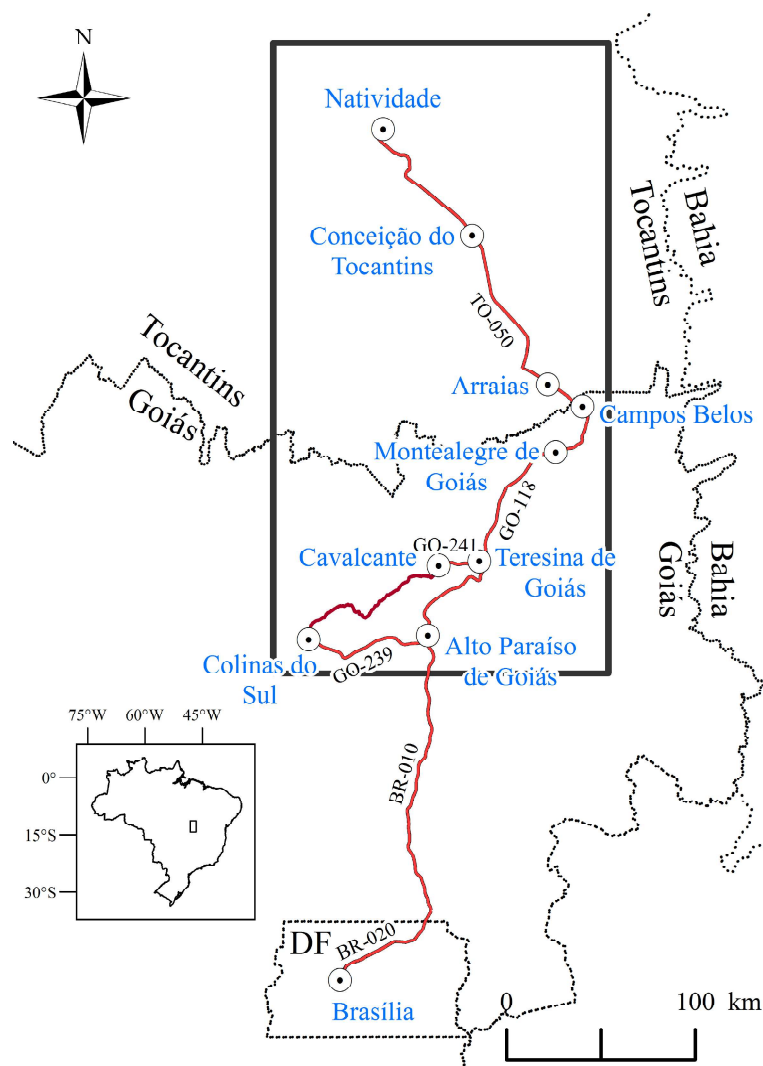 N
Natividade
Conceição do
Tocantins
TO-050
Bahia
Tocantins
Tocantins
Goiás
Arraias
Campos Belos
Montealegre de
Goiás
GO-118
GO-241
Cavalcante
Teresina de
Goiás
Bahia
Goiás
Colinas do
Sul
GO-239
Alto Paraíso
de Goiás
75°W
60°W
45°W
0°
15°S
30°S
BR-010
DF
BR-020
Brasília
0
100 km